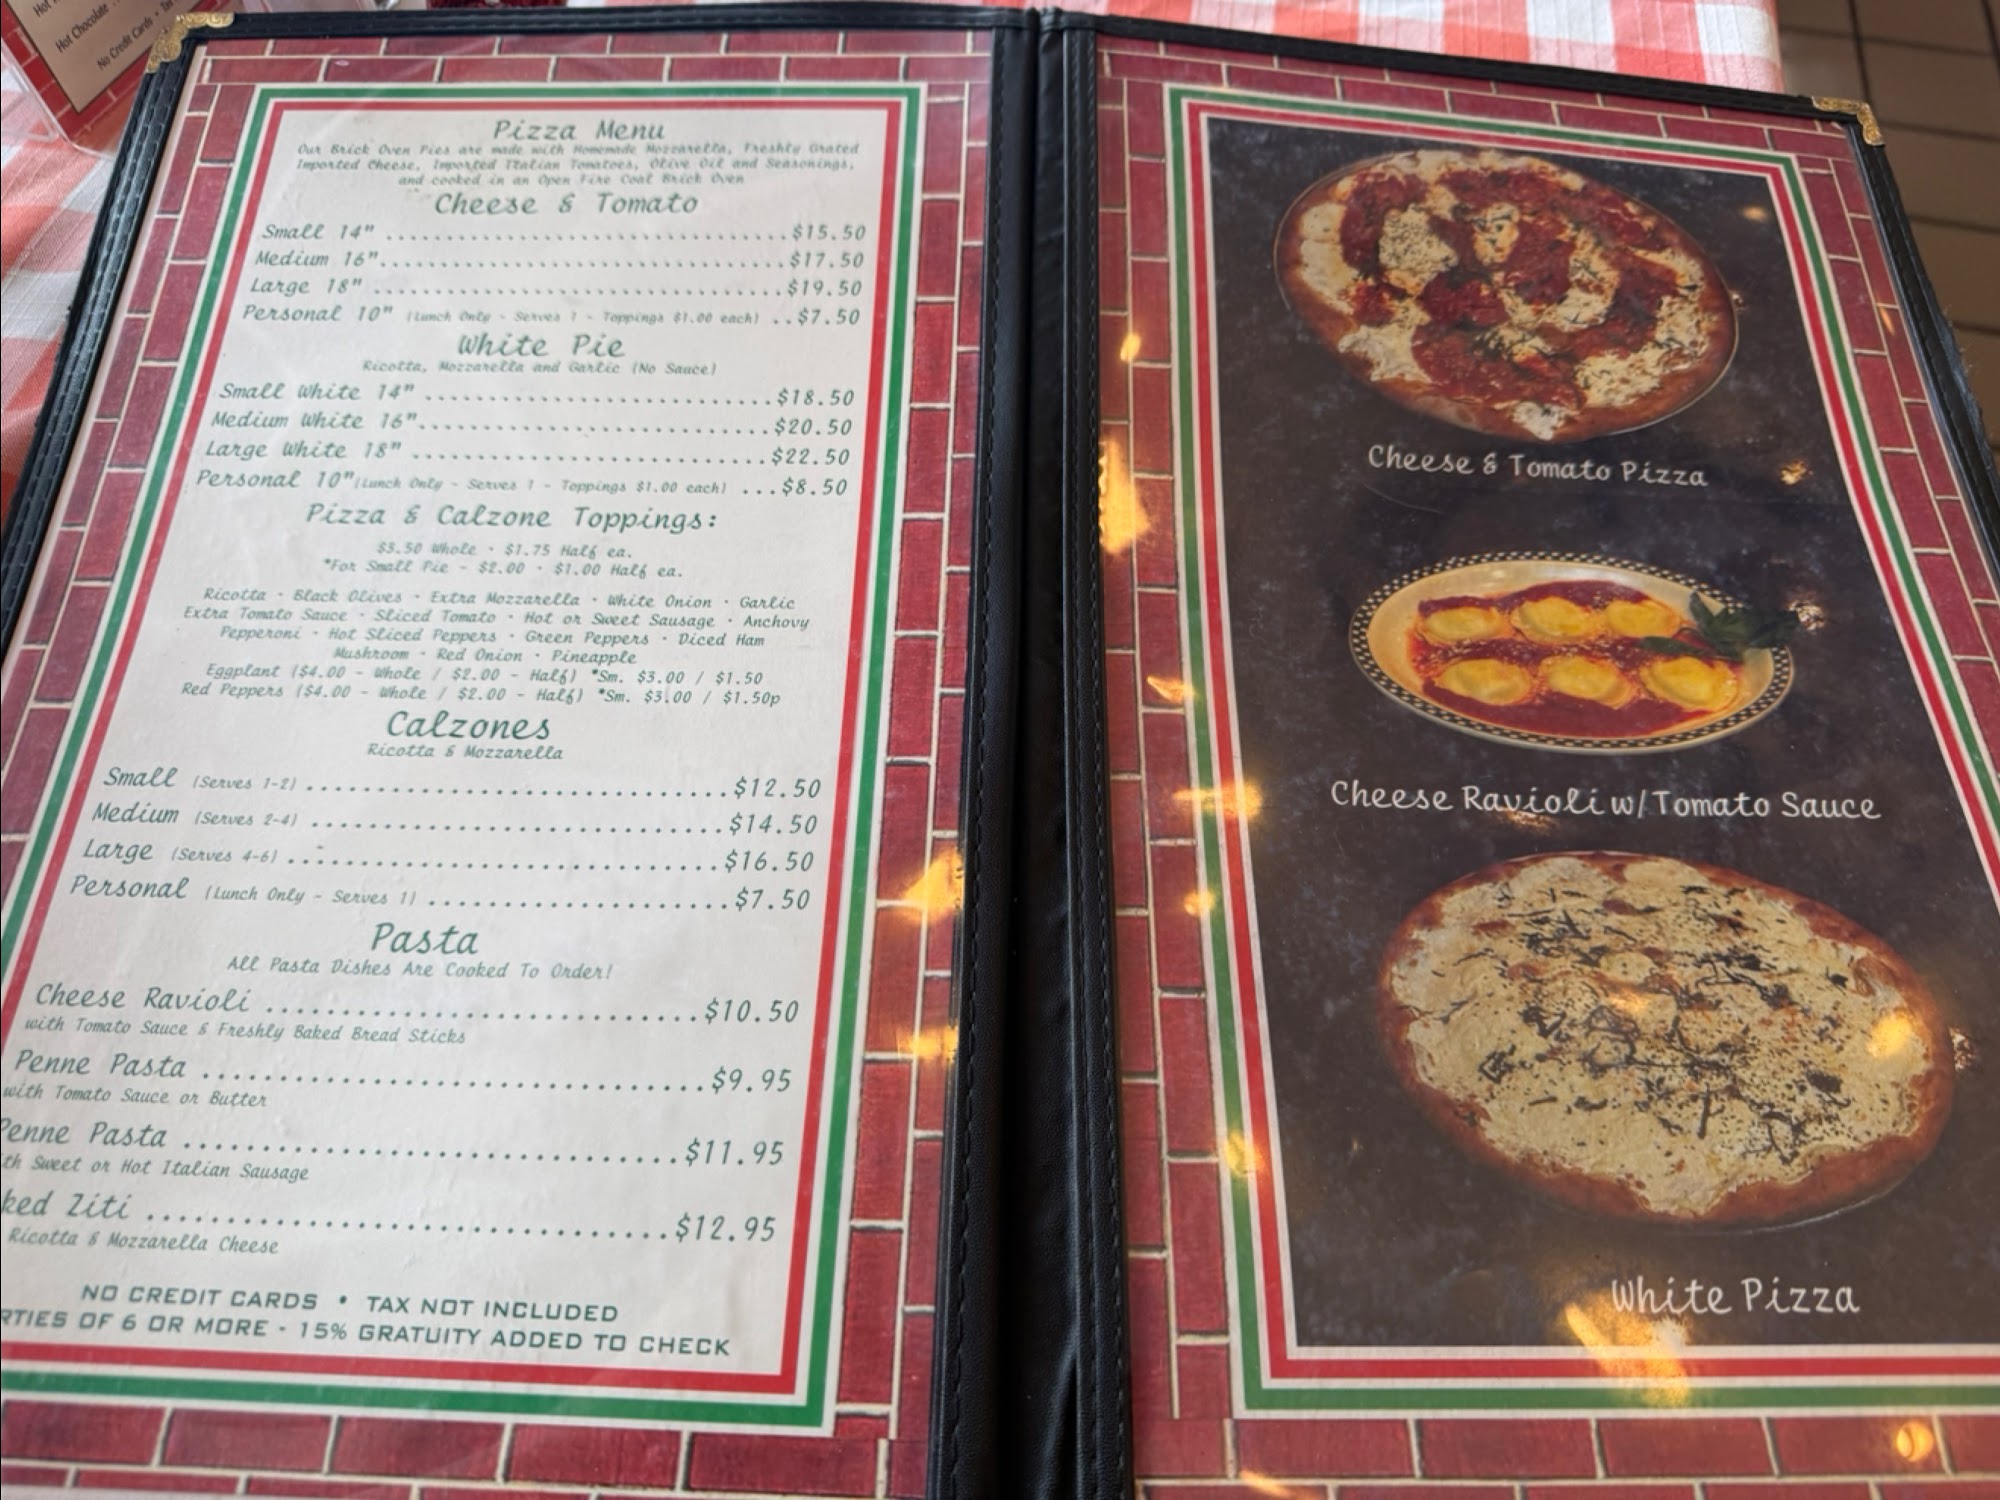 Hot Chocolate
No Credit Cards • Tax
Pizza Menu
Our Brick Oven Pies are made with Homemade Mozzarella, Freshly Grated
Imported Cheese, Imported Italian Tomatoes, Olive Oil and Seasonings,
and cooked in an Open Fire Coal Brick Oven
Cheese & Tomato
Small 14" $15.50
Medium 16" $17.50
Large 18" $19.50
Personal 10" (Lunch Only - Serves 1 - Toppings $1.00 each) $7.50
White Pie
Ricotta, Mozzarella and Garlic (No Sauce)
Small White 14" $18.50
Medium White 16" $20.50
Large White 18" $22.50
Personal 10" (Lunch Only - Serves 1 - Toppings $1.00 each) $8.50
Pizza & Calzone Toppings:
$3.50 Whole · $1.75 Half ea.
*For Small Pie - $2.00 · $1.00 Half ea.
Ricotta · Black Olives · Extra Mozzarella · White Onion · Garlic
Extra Tomato Sauce · Sliced Tomato · Hot or Sweet Sausage · Anchovy
Pepperoni · Hot Sliced Peppers · Green Peppers · Diced Ham
Mushroom · Red Onion · Pineapple
Eggplant ($4.00 - Whole / $2.00 - Half) *Sm. $3.00 / $1.50
Red Peppers ($4.00 - Whole / $2.00 - Half) *Sm. $3.00 / $1.50p
Calzones
Ricotta & Mozzarella
Small (Serves 1-2) $12.50
Medium (Serves 2-4) $14.50
Large (Serves 4-6) $16.50
Personal (Lunch Only - Serves 1) $7.50
Pasta
All Pasta Dishes Are Cooked To Order!
Cheese Ravioli $10.50
with Tomato Sauce & Freshly Baked Bread Sticks
Penne Pasta $9.95
with Tomato Sauce or Butter
Penne Pasta $11.95
th Sweet or Hot Italian Sausage
ked Ziti $12.95
Ricotta & Mozzarella Cheese
NO CREDIT CARDS • TAX NOT INCLUDED
RTIES OF 6 OR MORE - 15% GRATUITY ADDED TO CHECK
Cheese & Tomato Pizza
Cheese Ravioli w/ Tomato Sauce
White Pizza